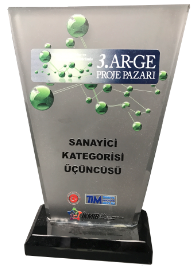 3.AR-GE
PROJE PAZARI
SANAYİCİ
KATEGORİSİ
ÜÇÜNCÜSÜ
TİM